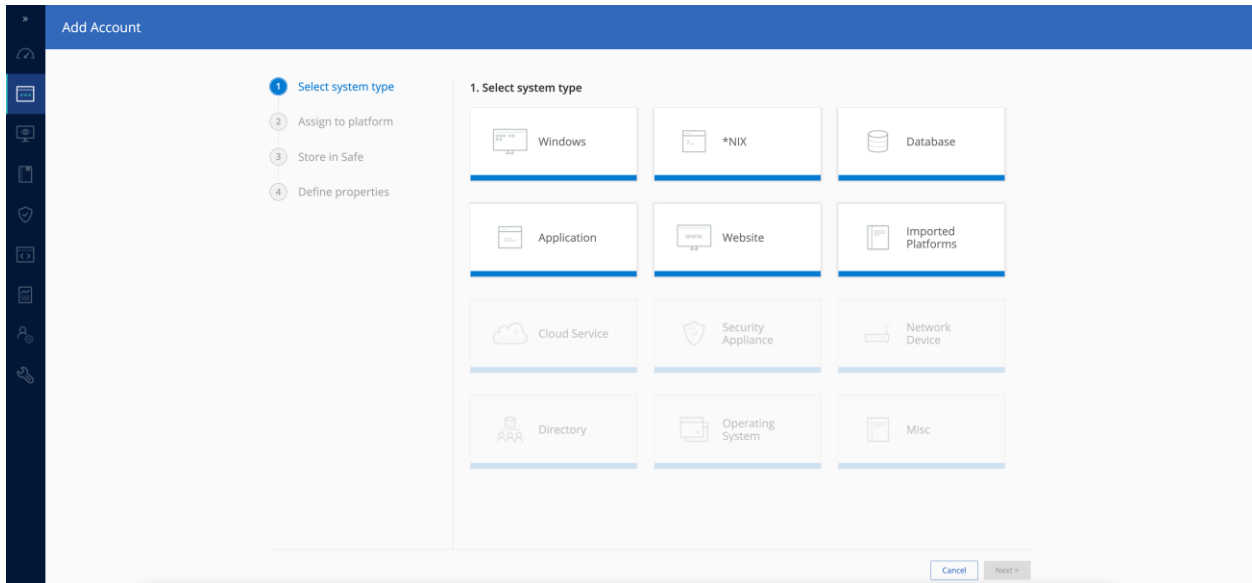 »
Add Account
1 Select system type
2 Assign to platform
3 Store in Safe
4 Define properties
1. Select system type
Windows
*NIX
Database
Application
www.
Website
Imported
Platforms
Cloud Service
Security
Appliance
Network
Device
Directory
Operating
System
Misc
Cancel
Next >